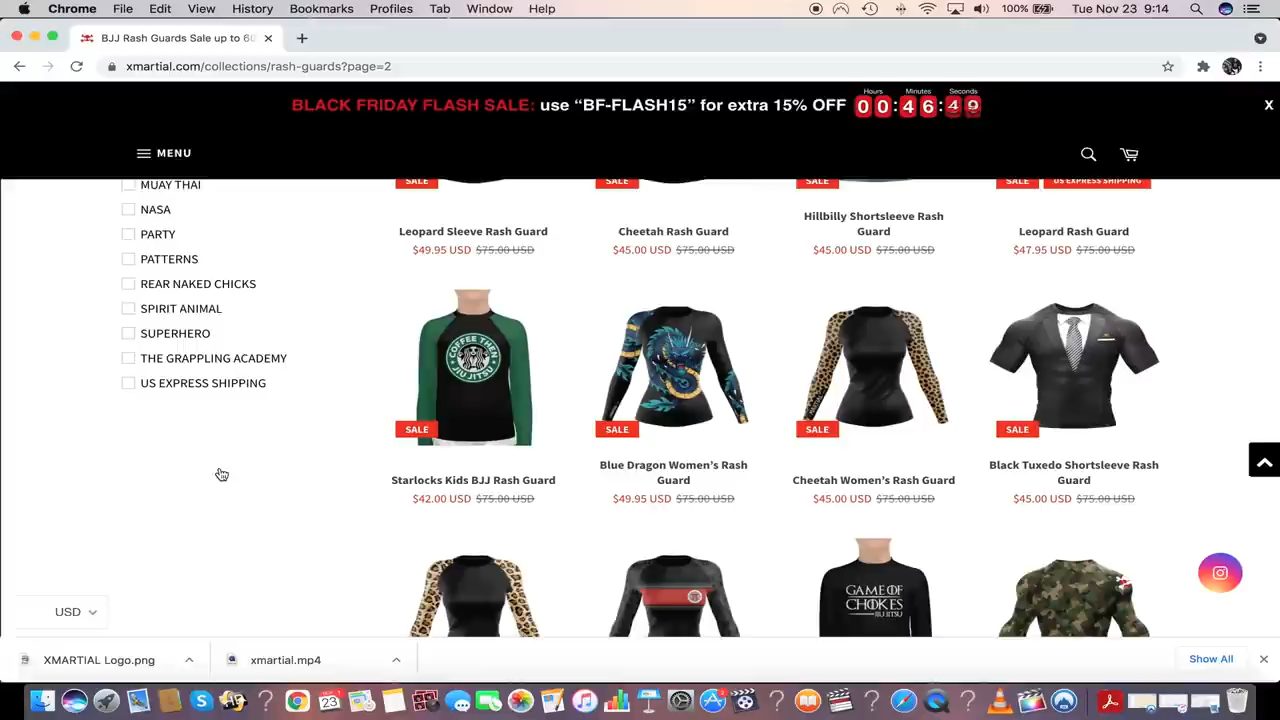 Chrome File Edit View History Bookmarks Profiles Tab Window Help 100% Tue Nov 23 9:14
BJJ Rash Guards Sale up to 60
xmartial.com/collections/rash-guards?page=2
Hours Minutes Seconds
BLACK FRIDAY FLASH SALE: use “BF-FLASH15” for extra 15% OFF 00:46:49 X
MENU
MUAY THAI
NASA
PARTY
PATTERNS
REAR NAKED CHICKS
SPIRIT ANIMAL
SUPERHERO
THE GRAPPLING ACADEMY
US EXPRESS SHIPPING
SALE SALE SALE SALE US EXPRESS SHIPPING
Leopard Sleeve Rash Guard
$49.95 USD $75.00 USD
Cheetah Rash Guard
$45.00 USD $75.00 USD
Hillbilly Shortsleeve Rash
Guard
$45.00 USD $75.00 USD
Leopard Rash Guard
$47.95 USD $75.00 USD
COFFEE THEN
JIU JITSU
SALE SALE SALE SALE
Starlocks Kids BJJ Rash Guard
$42.00 USD $75.00 USD
Blue Dragon Women’s Rash
Guard
$49.95 USD $75.00 USD
Cheetah Women’s Rash Guard
$45.00 USD $75.00 USD
Black Tuxedo Shortsleeve Rash
Guard
$45.00 USD $75.00 USD
GAME OF
CHOKES
JIU JITSU
USD
XMARTIAL Logo.png
xmartial.mp4
Show All